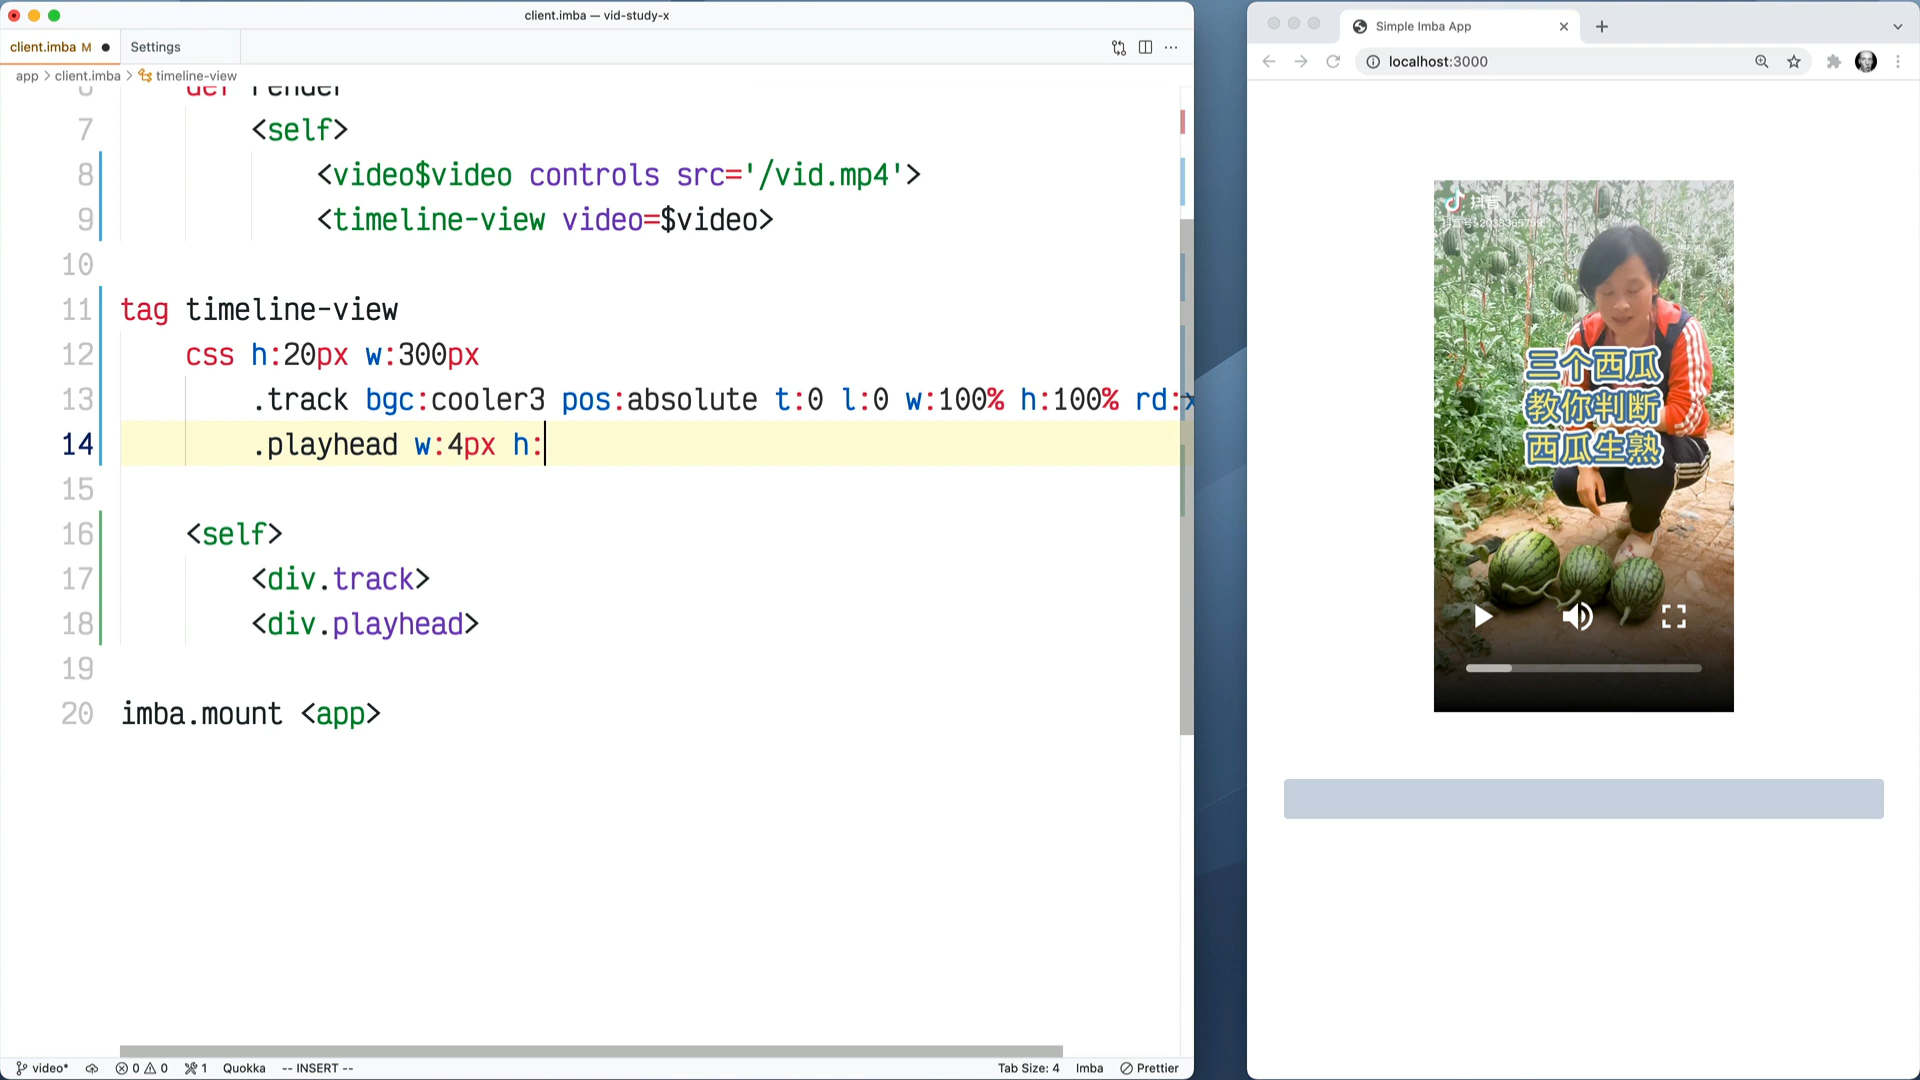 client.imba — vid-study-x
client.imba M
Settings
app > client.imba > timeline-view
def render
7 <self>
8 <video$video controls src='/vid.mp4'>
9 <timeline-view video=$video>
10
11 tag timeline-view
12 css h:20px w:300px
13 .track bgc:cooler3 pos:absolute t:0 l:0 w:100% h:100% rd:x
14 .playhead w:4px h:
15
16 <self>
17 <div.track>
18 <div.playhead>
19
20 imba.mount <app>
video*
0
0
1
Quokka
-- INSERT --
Tab Size: 4
Imba
Prettier
Simple Imba App
localhost:3000
抖音
三个西瓜
教你判断
西瓜生熟